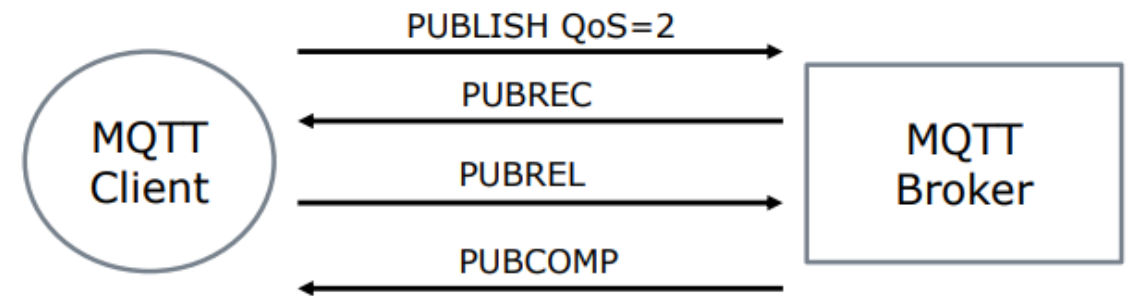 PUBLISH QoS=2
PUBREC
MQTT
Client
MQTT
Broker
PUBREL
PUBCOMP